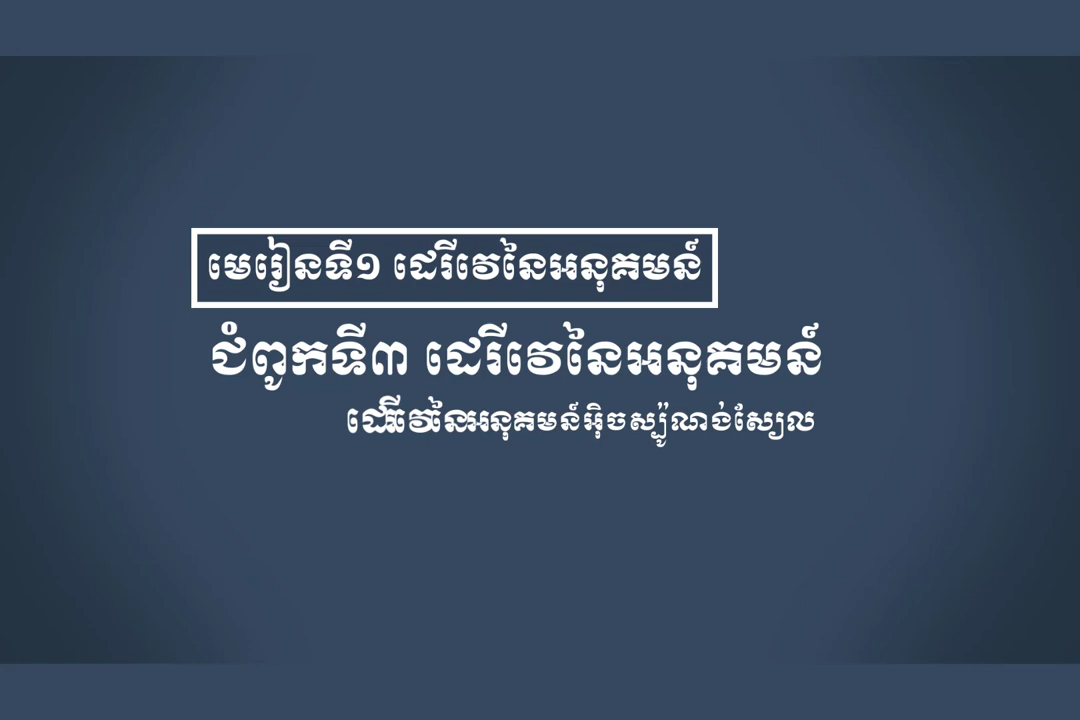 មេរៀនទី១ ដេរីវេនៃអនុគមន៍
ជំពូកទី៣ ដេរីវេនៃអនុគមន៍
ដេរីវេនៃអនុគមន៍អ៊ិចស្ប៉ូណង់ស្យែល